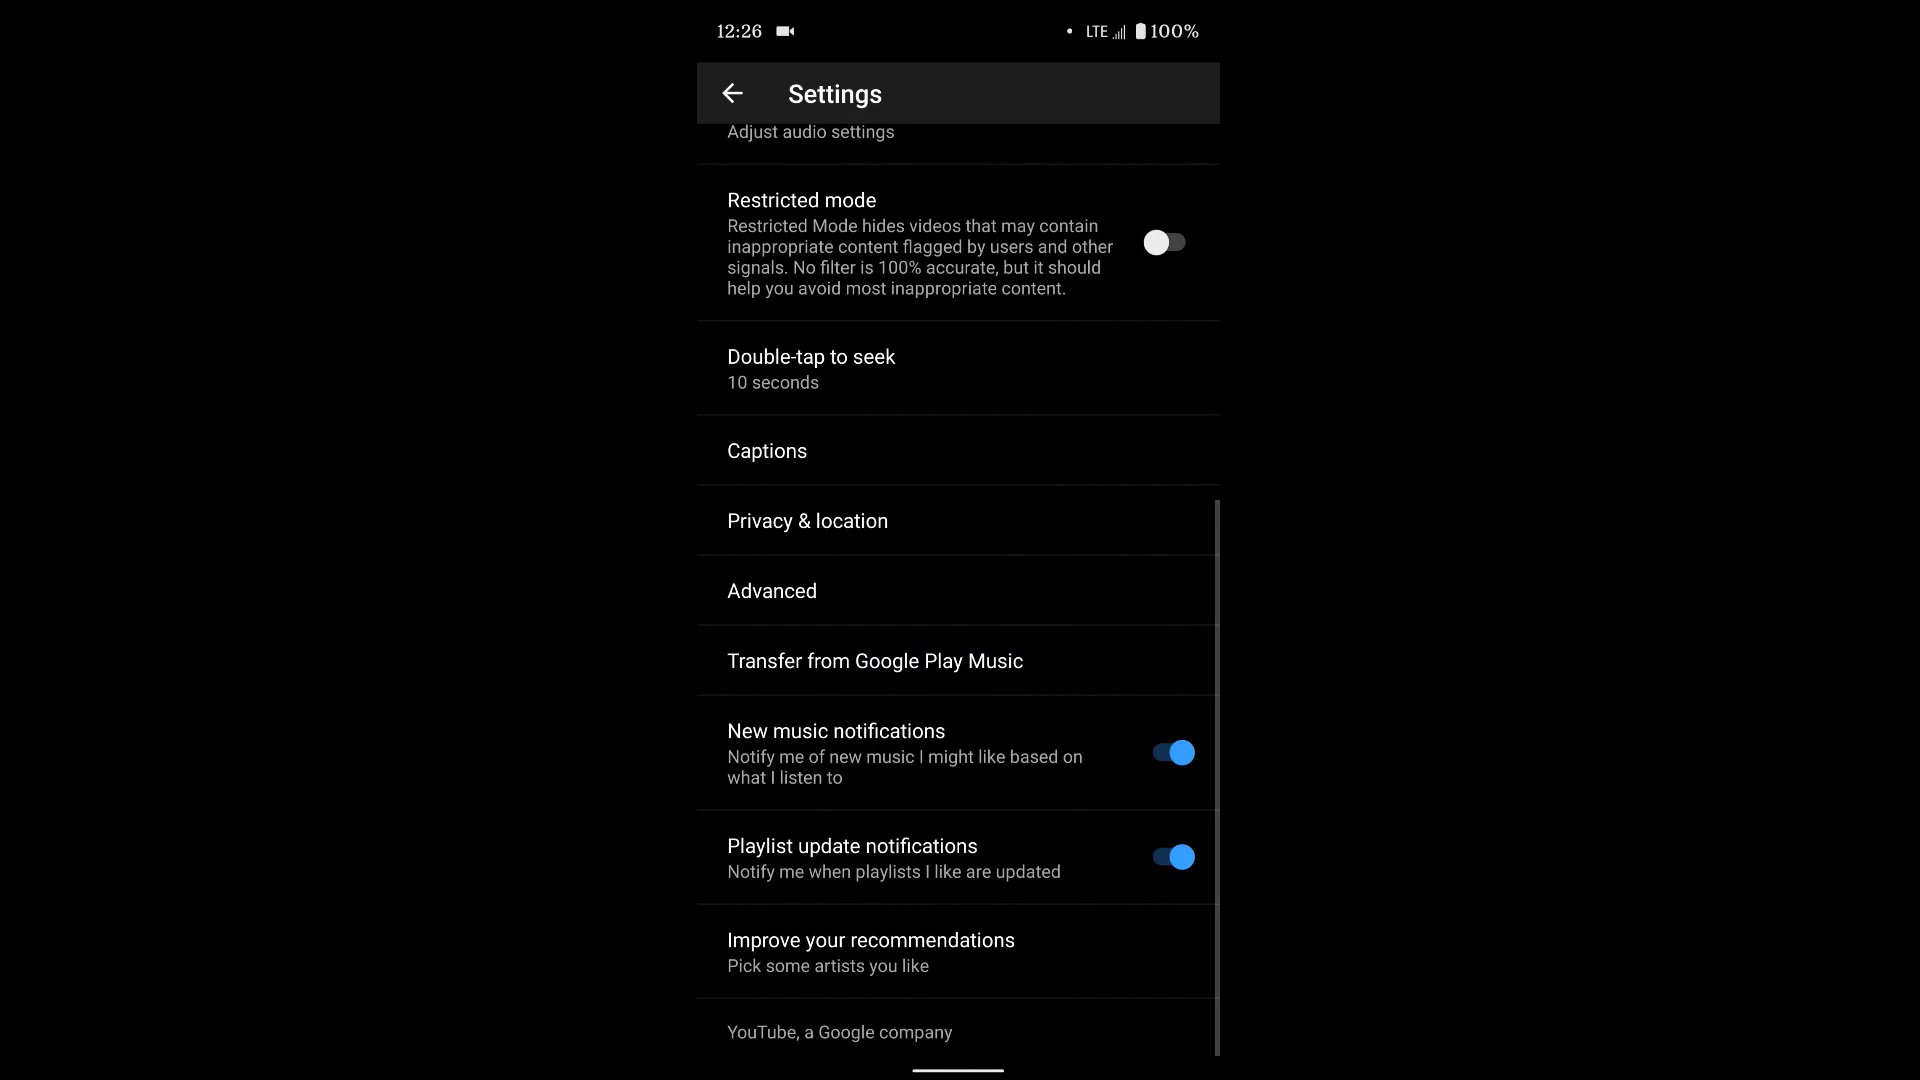 12:26
LTE 100%
Settings
Adjust audio settings
Restricted mode
Restricted Mode hides videos that may contain
inappropriate content flagged by users and other
signals. No filter is 100% accurate, but it should
help you avoid most inappropriate content.
Double-tap to seek
10 seconds
Captions
Privacy & location
Advanced
Transfer from Google Play Music
New music notifications
Notify me of new music I might like based on
what I listen to
Playlist update notifications
Notify me when playlists I like are updated
Improve your recommendations
Pick some artists you like
YouTube, a Google company